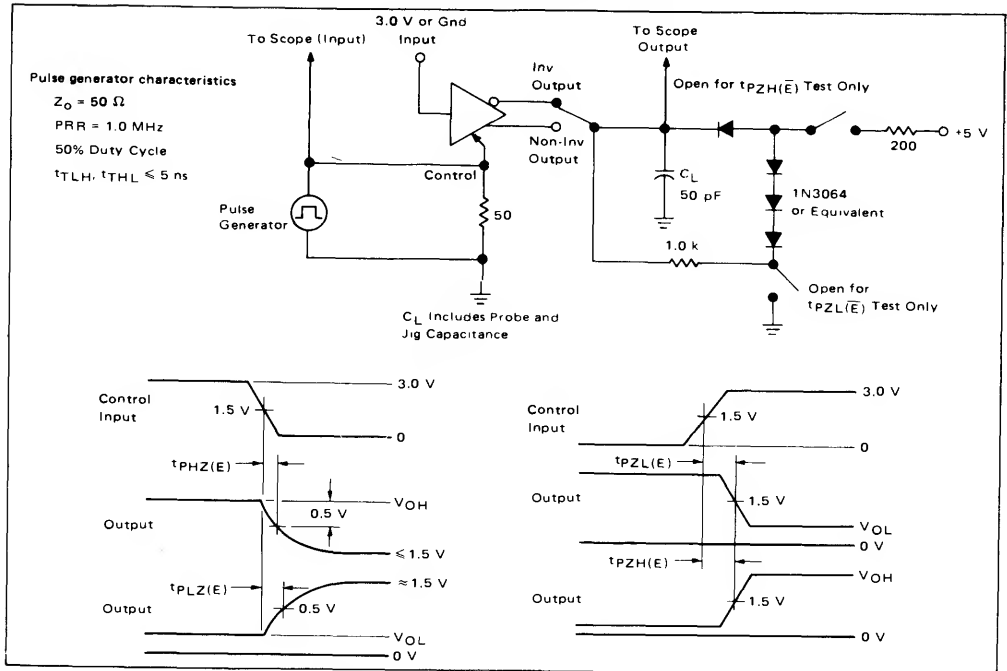 3.0 V or Gnd
Input
To Scope (Input)
To Scope
Output
Pulse generator characteristics
Zo = 50 Ω
PRR = 1.0 MHz
50% Duty Cycle
tTLH, tTHL ≤ 5 ns
Inv
Output
Open for tPZH(E̅) Test Only
Non-Inv
Output
200
+5 V
Control
CL
50 pF
1N3064
or Equivalent
Pulse
Generator
50
1.0 k
Open for
tPZL(E̅) Test Only
CL Includes Probe and
Jig Capacitance
Control
Input
3.0 V
1.5 V
0
tPHZ(E)
Output
VOH
0.5 V
≤ 1.5 V
tPLZ(E)
Output
≈ 1.5 V
0.5 V
VOL
0 V
Control
Input
3.0 V
1.5 V
0
tPZL(E)
Output
1.5 V
VOL
0 V
tPZH(E)
Output
VOH
1.5 V
0 V